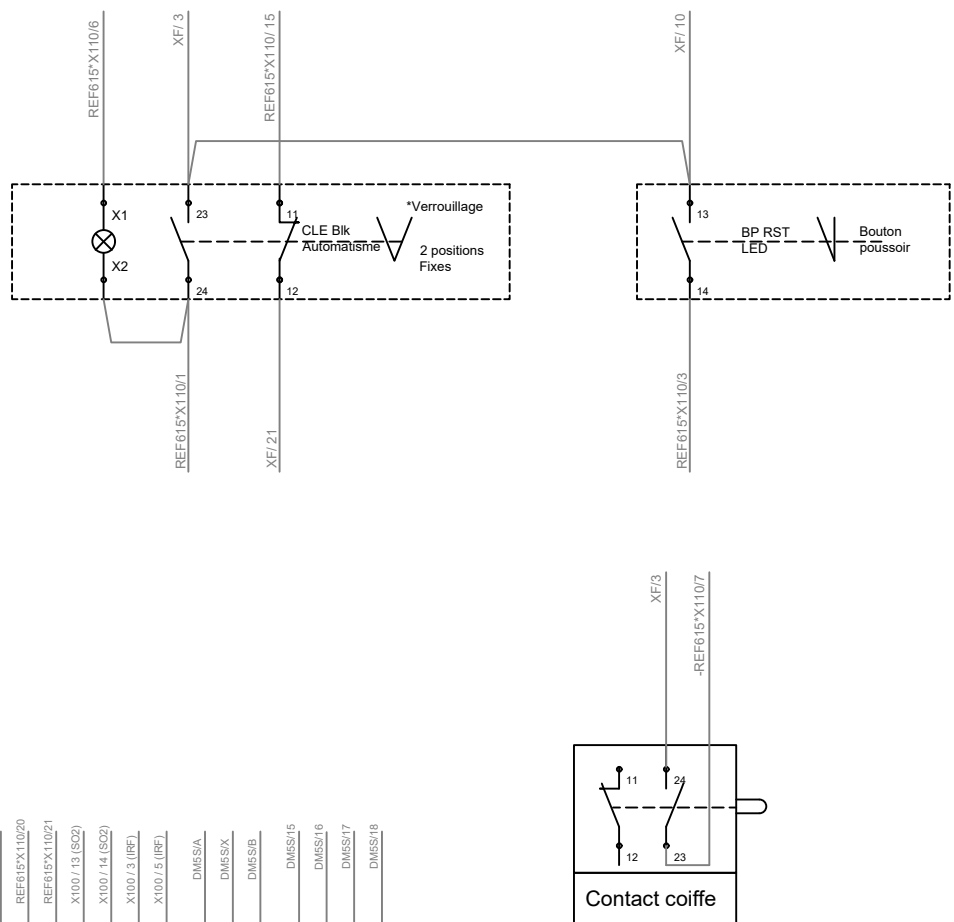 REF615*X110/6
XF/ 3
REF615*X110/ 15
XF/ 10
X1
X2
23
24
11
12
CLE Blk
Automatisme
*Verrouillage
2 positions
Fixes
13
14
BP RST
LED
Bouton
poussoir
REF615*X110/1
XF/ 21
REF615*X110/3
XF/3
-REF615*X110/7
11
24
12
23
Contact coiffe
REF615*X110/20
REF615*X110/21
X100 / 13 (SO2)
X100 / 14 (SO2)
X100 / 3 (IRF)
X100 / 5 (IRF)
DM5S/A
DM5S/X
DM5S/B
DM5S/15
DM5S/16
DM5S/17
DM5S/18